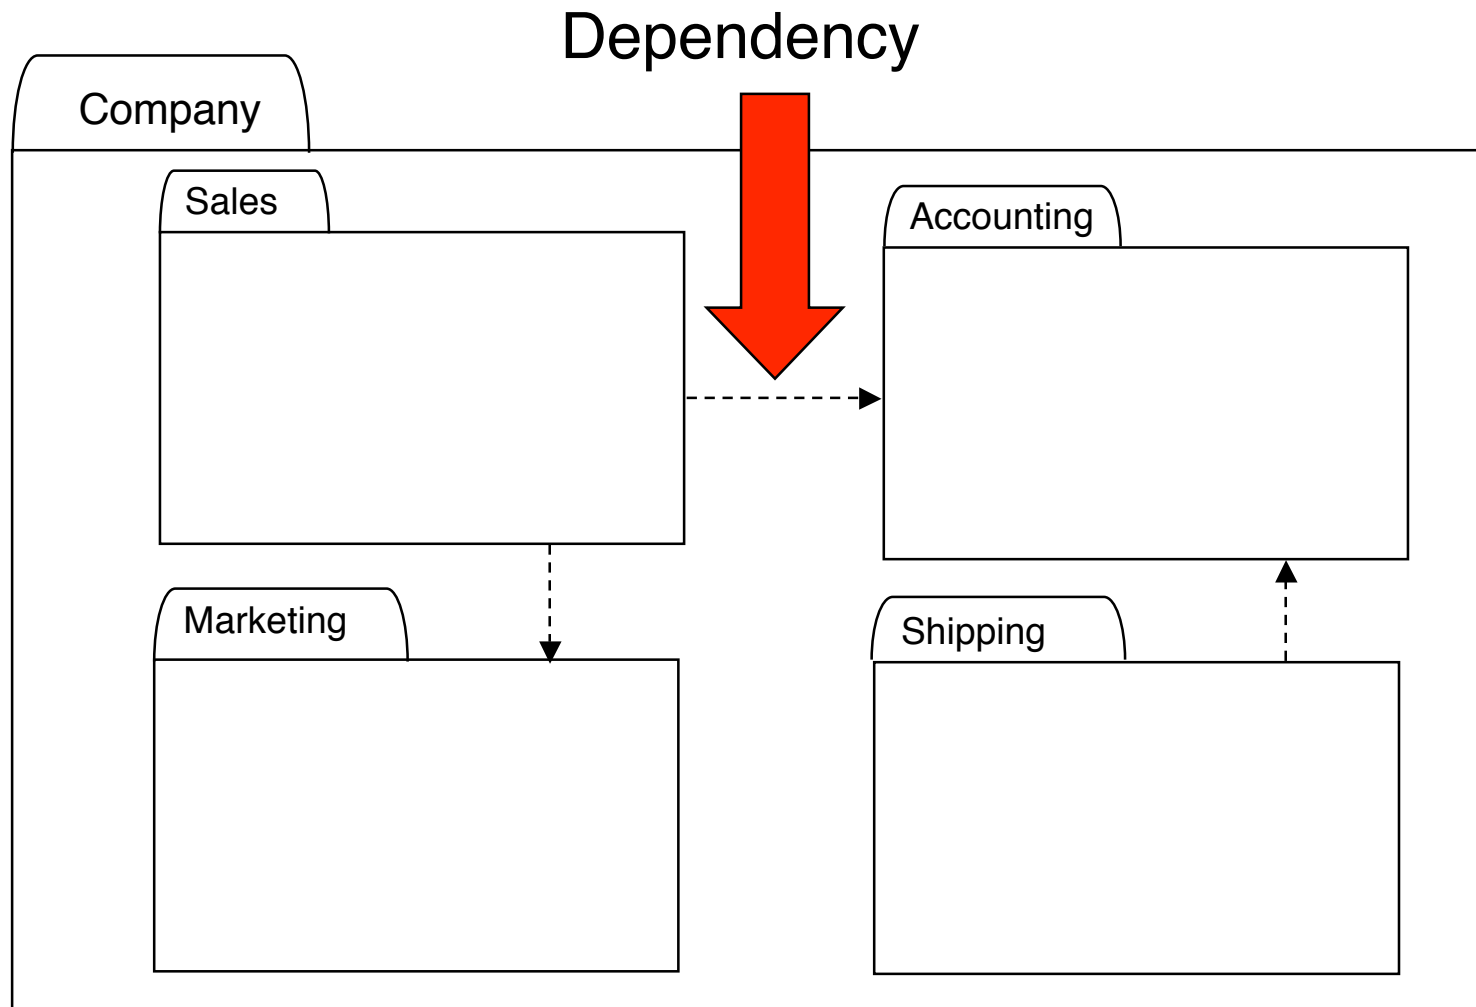 Dependency
Company
Sales
Accounting
Marketing
Shipping